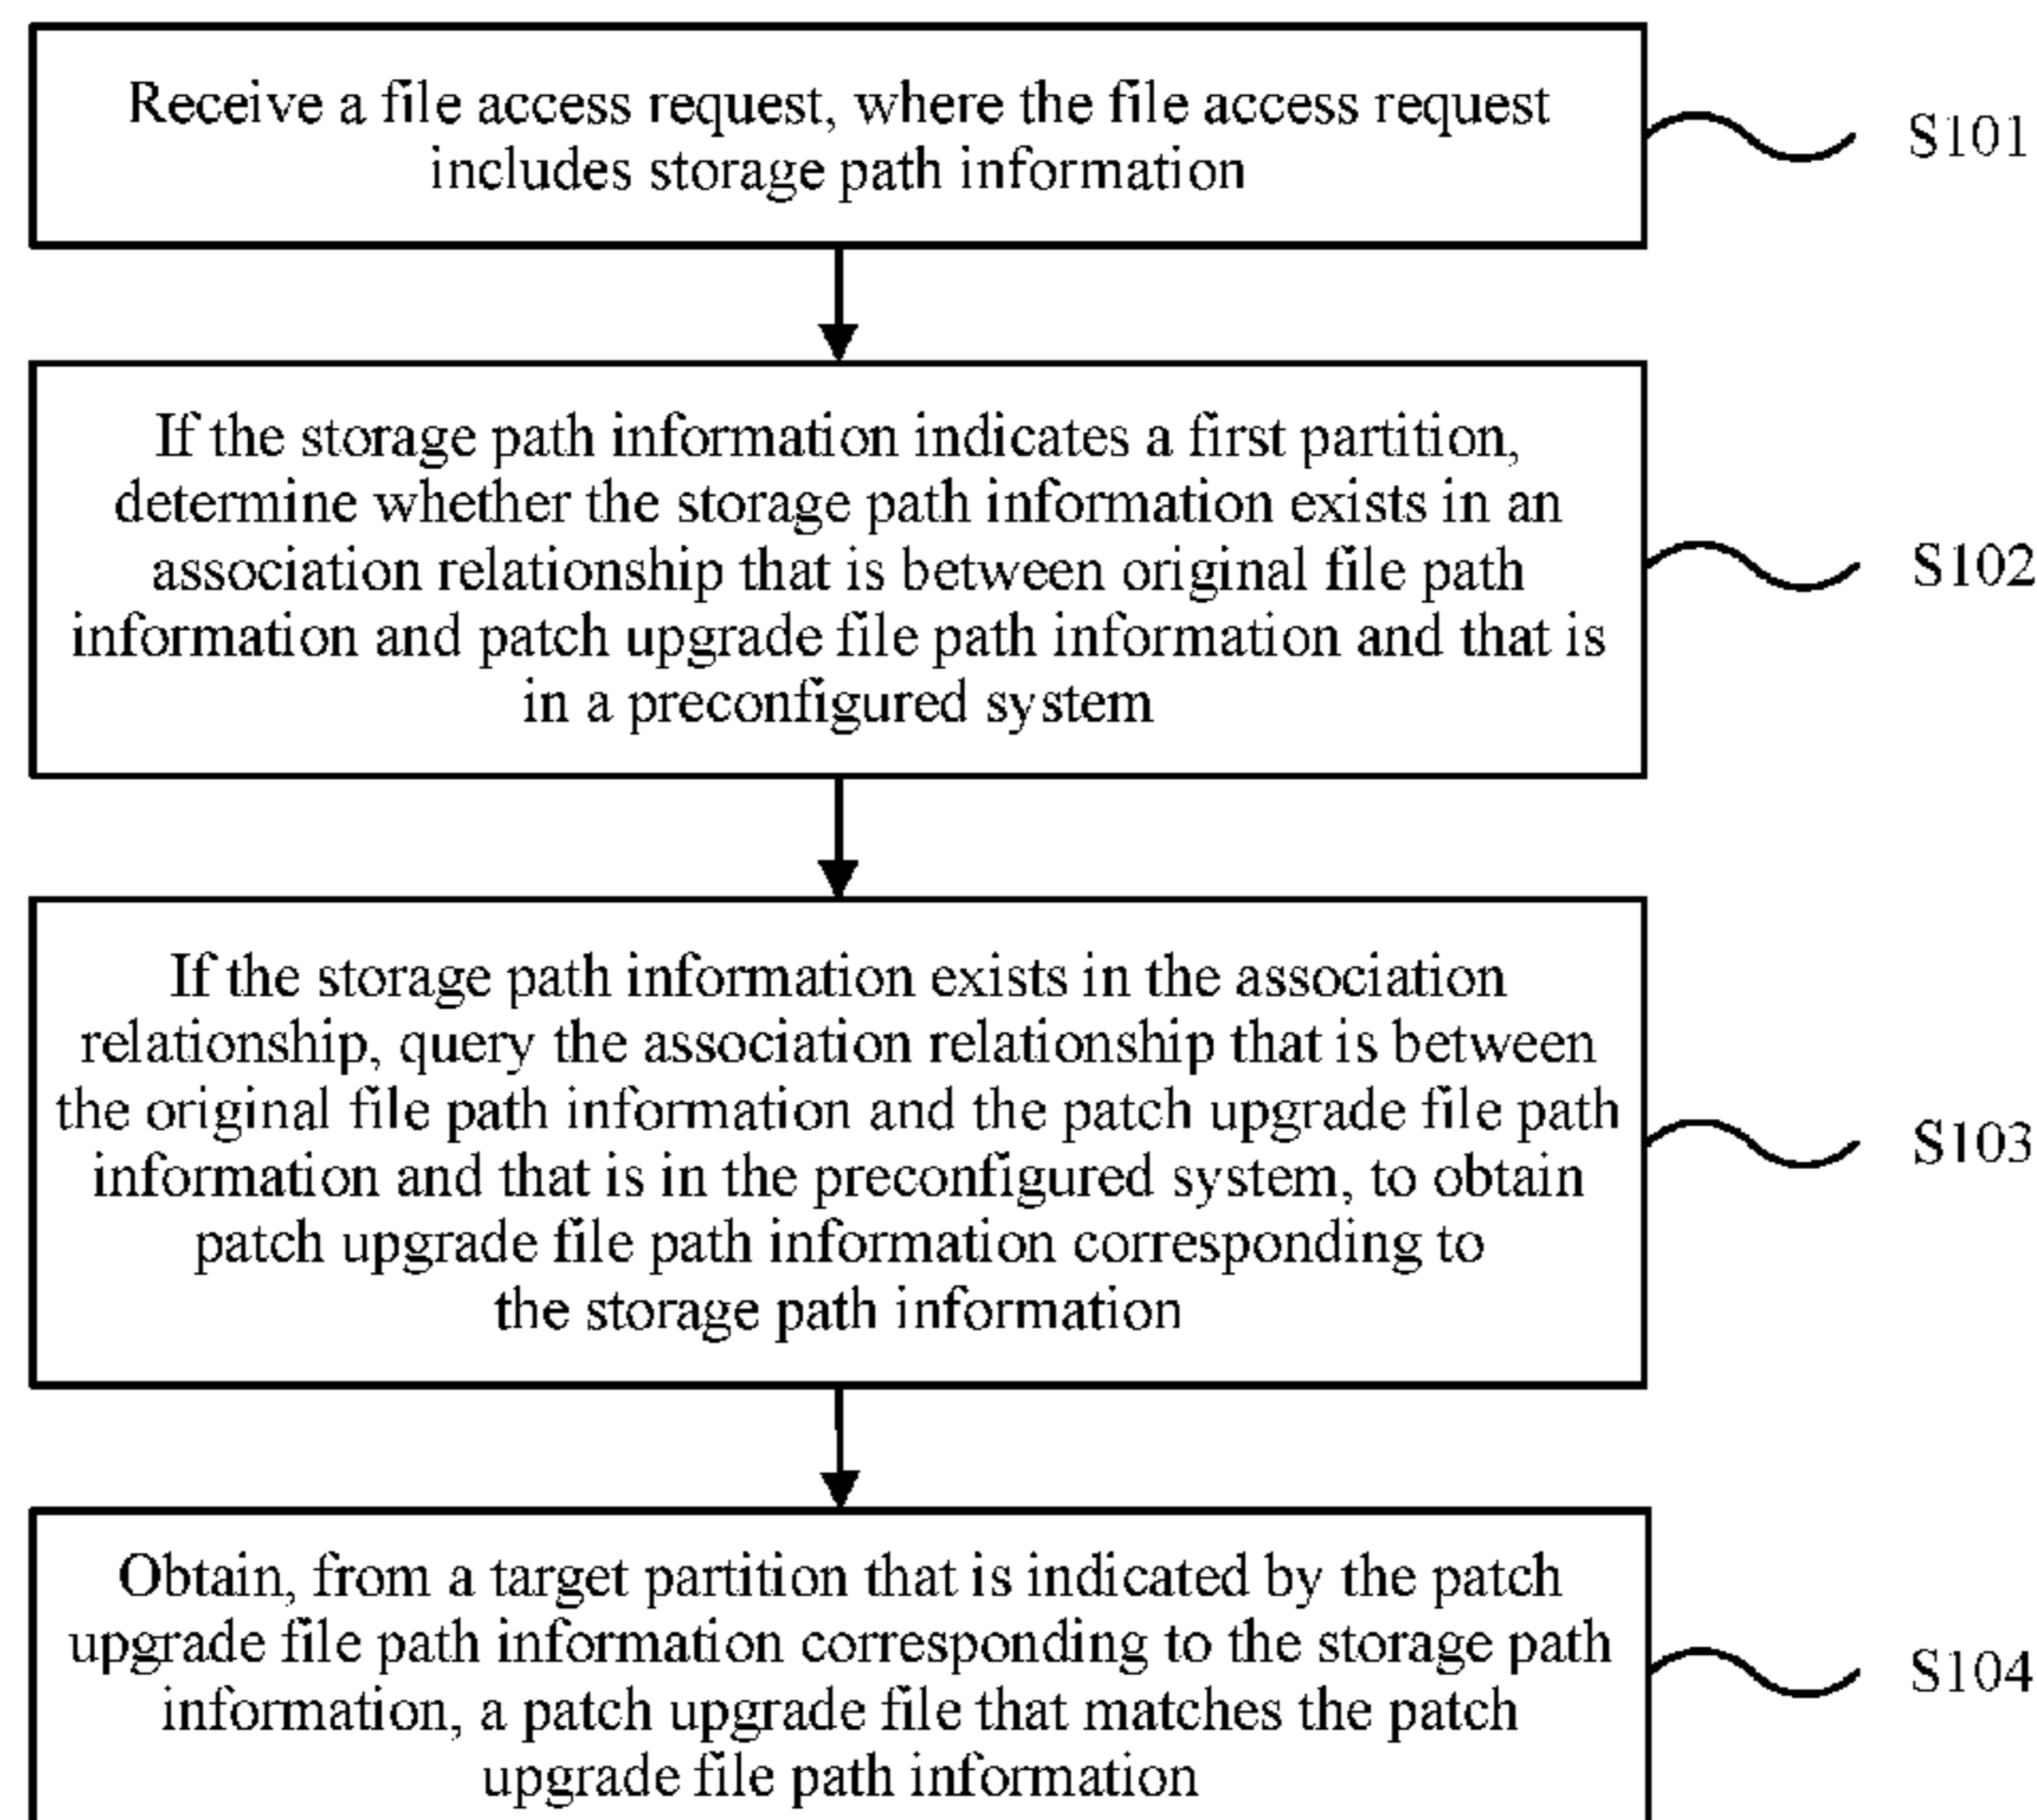 Receive a file access request, where the file access request
includes storage path information
S101
If the storage path information indicates a first partition,
determine whether the storage path information exists in an
association relationship that is between original file path
information and patch upgrade file path information and that is
in a preconfigured system
S102
If the storage path information exists in the association
relationship, query the association relationship that is between
the original file path information and the patch upgrade file path
information and that is in the preconfigured system, to obtain
patch upgrade file path information corresponding to
the storage path information
S103
Obtain, from a target partition that is indicated by the patch
upgrade file path information corresponding to the storage path
information, a patch upgrade file that matches the patch
upgrade file path information
S104